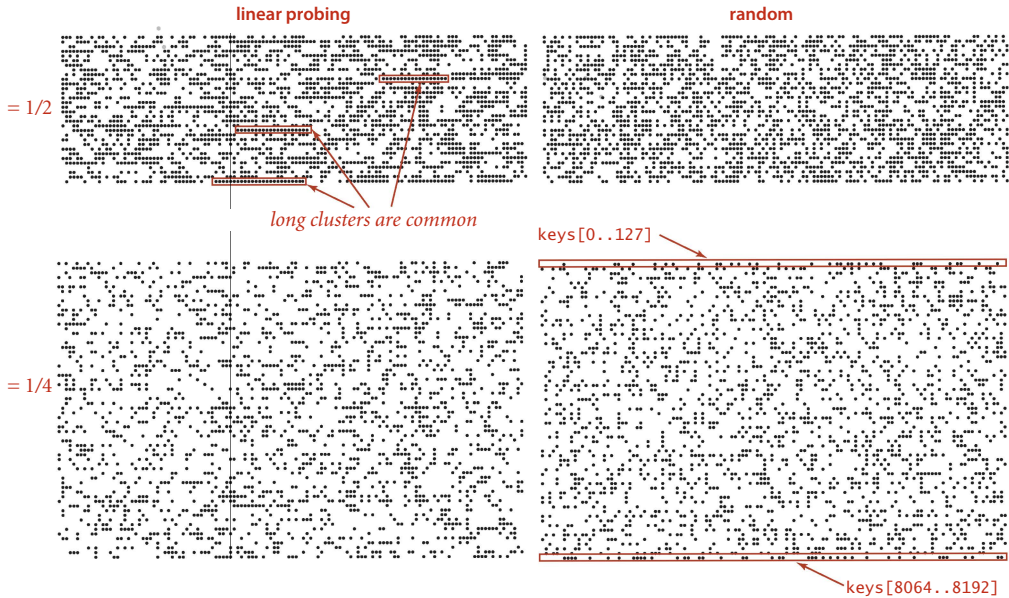 linear probing
random
= 1/2
long clusters are common
keys[0..127]
= 1/4
keys[8064..8192]